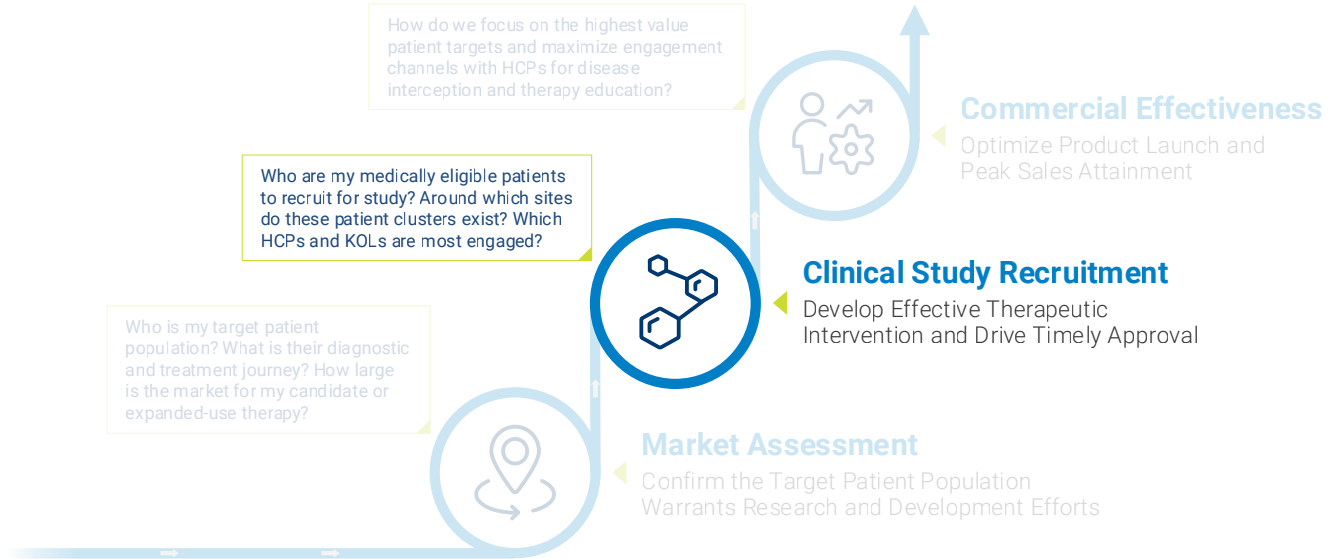 How do we focus on the highest value
patient targets and maximize engagement
channels with HCPs for disease
interception and therapy education?
Commercial Effectiveness
Optimize Product Launch and
Peak Sales Attainment
Who are my medically eligible patients
to recruit for study? Around which sites
do these patient clusters exist? Which
HCPs and KOLs are most engaged?
Clinical Study Recruitment
Develop Effective Therapeutic
Intervention and Drive Timely Approval
Who is my target patient
population? What is their diagnostic
and treatment journey? How large
is the market for my candidate or
expanded-use therapy?
Market Assessment
Confirm the Target Patient Population
Warrants Research and Development Efforts